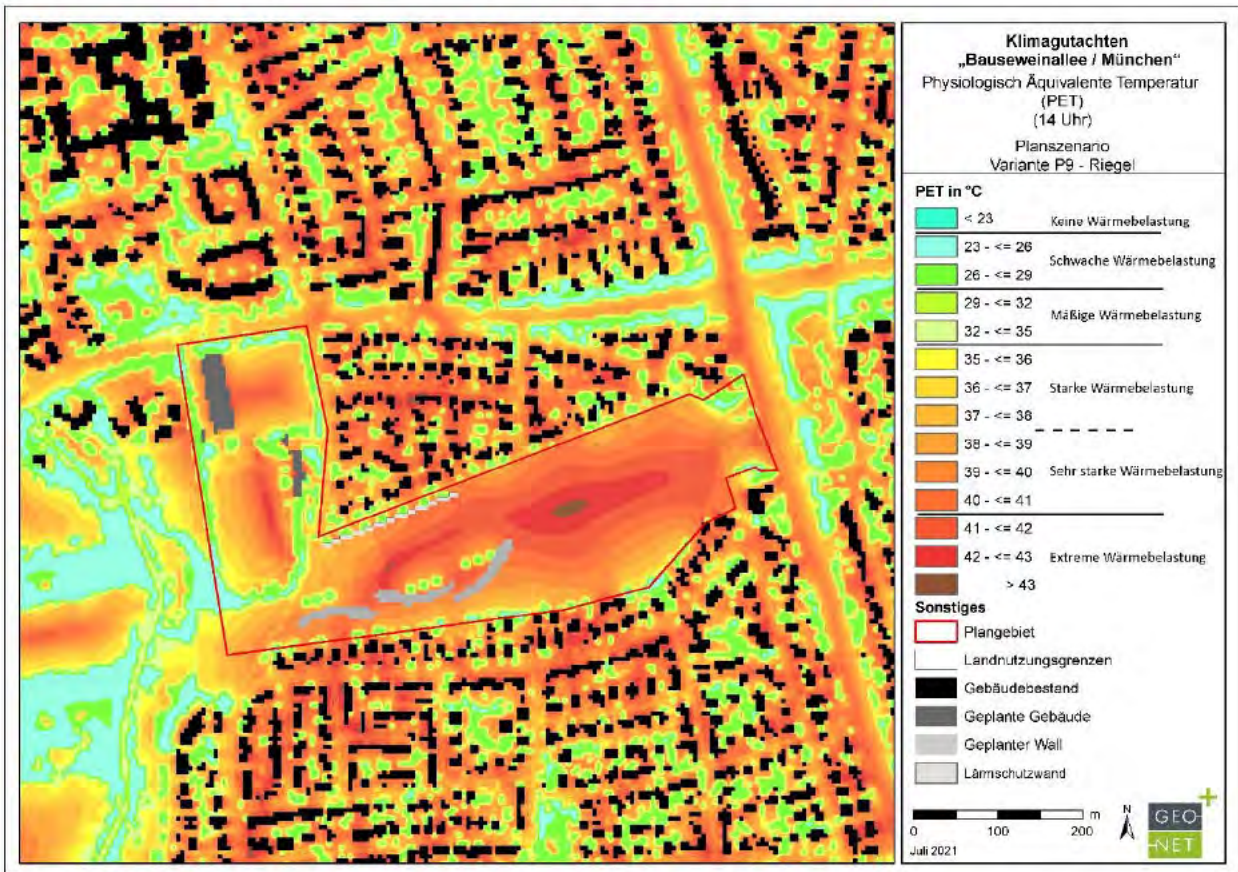 Klimagutachten
„Bauseweinallee / München“
Physiologisch Äquivalente Temperatur
(PET)
(14 Uhr)
Planszenario
Variante P9 - Riegel
PET in °C
< 23 Keine Wärmebelastung
23 - <= 26
Schwache Wärmebelastung
26 - <= 29
29 - <= 32
Mäßige Wärmebelastung
32 - <= 35
35 - <= 36
36 - <= 37 Starke Wärmebelastung
37 - <= 38
38 - <= 39
39 - <= 40 Sehr starke Wärmebelastung
40 - <= 41
41 - <= 42
42 - <= 43 Extreme Wärmebelastung
> 43
Sonstiges
Plangebiet
Landnutzungsgrenzen
Gebäudebestand
Geplante Gebäude
Geplanter Wall
Lärmschutzwand
m
0 100 200
N
GEO-
NET
Juli 2021